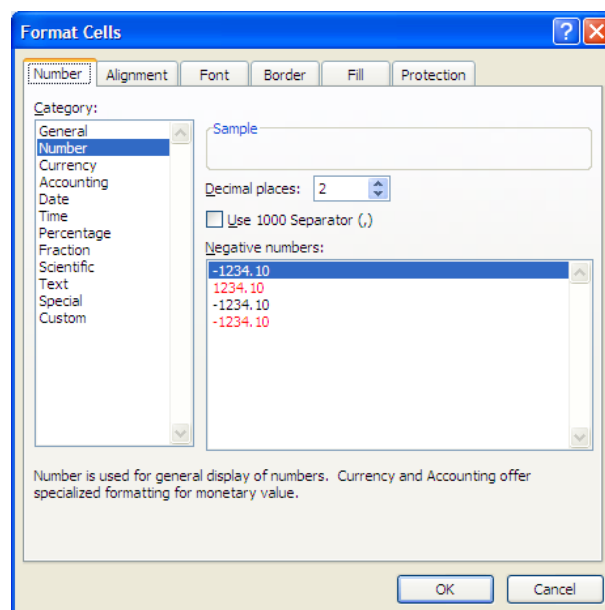 Format Cells
Number Alignment Font Border Fill Protection
Category:
General
Number
Currency
Accounting
Date
Time
Percentage
Fraction
Scientific
Text
Special
Custom
Sample
Decimal places: 2
Use 1000 Separator (,)
Negative numbers:
-1234.10
1234.10
-1234.10
-1234.10
Number is used for general display of numbers. Currency and Accounting offer
specialized formatting for monetary value.
OK Cancel